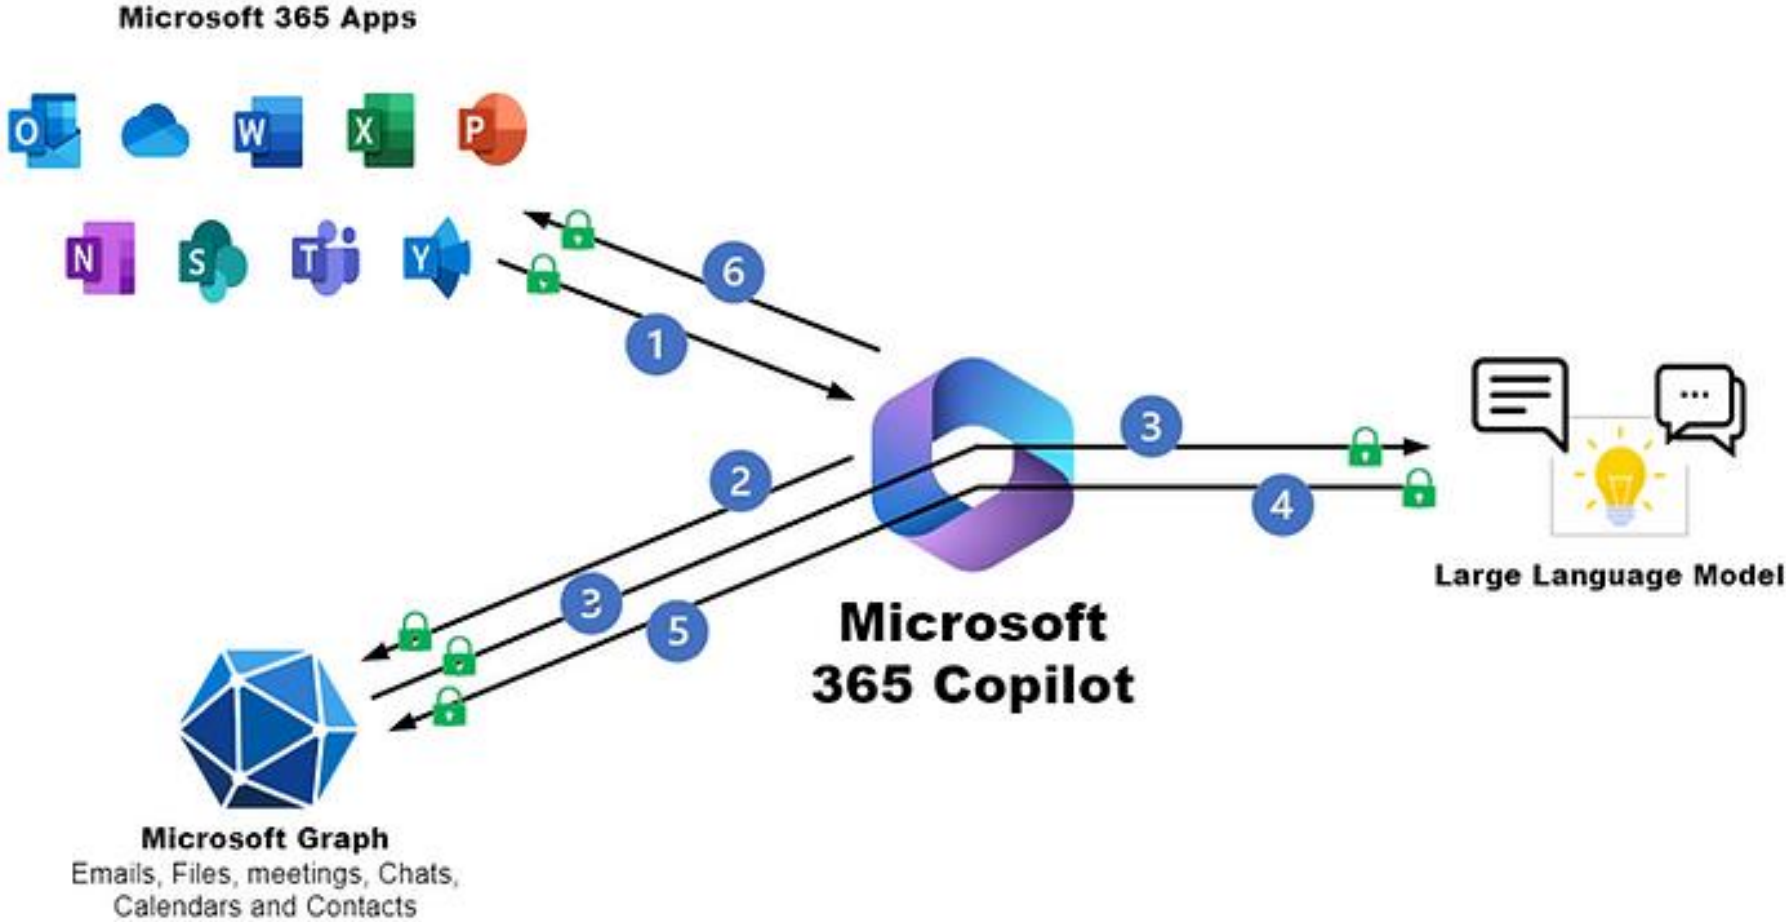 Microsoft 365 Apps
O
W
X
P
N
S
T
Y
6
1
3
2
4
3
5
Large Language Model
Microsoft
365 Copilot
Microsoft Graph
Emails, Files, meetings, Chats,
Calendars and Contacts